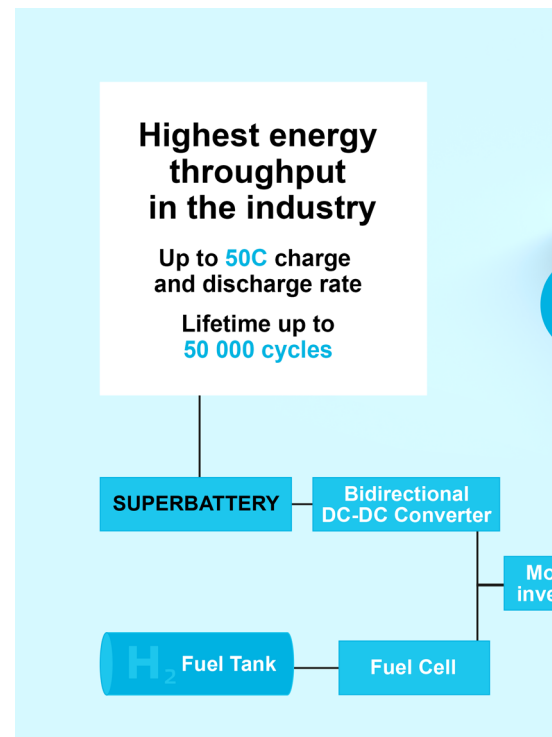 Highest energy
throughput
in the industry
Up to 50C charge
and discharge rate
Lifetime up to
50 000 cycles
SUPERBATTERY
Bidirectional
DC-DC Converter
H2 Fuel Tank
Fuel Cell